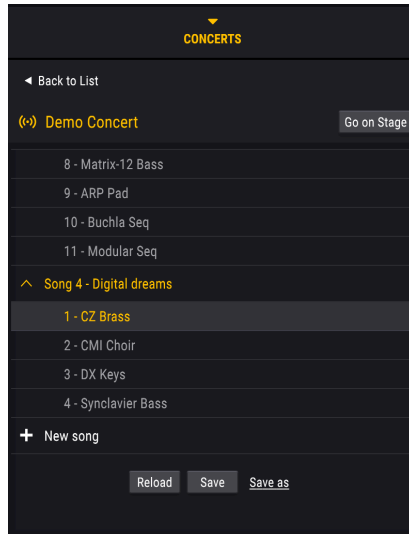 CONCERTS
Back to List
Demo Concert
Go on Stage
8 - Matrix-12 Bass
9 - ARP Pad
10 - Buchla Seq
11 - Modular Seq
Song 4 - Digital dreams
1 - CZ Brass
2 - CMI Choir
3 - DX Keys
4 - Synclavier Bass
New song
Reload Save Save as